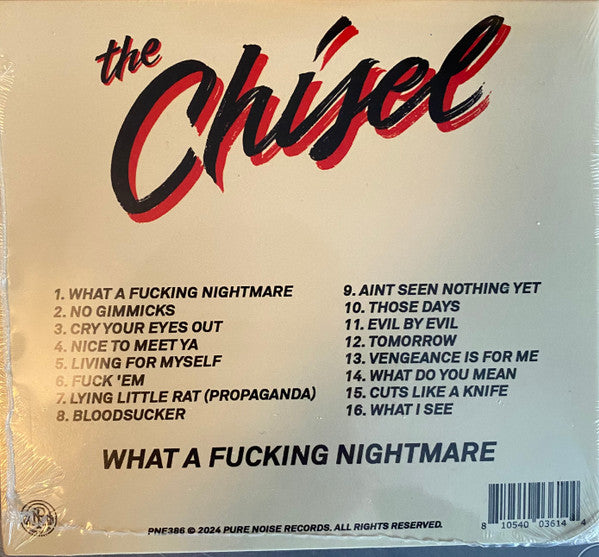 the
Chisel
1. WHAT A FUCKING NIGHTMARE
2. NO GIMMICKS
3. CRY YOUR EYES OUT
4. NICE TO MEET YA
5. LIVING FOR MYSELF
6. FUCK 'EM
7. LYING LITTLE RAT (PROPAGANDA)
8. BLOODSUCKER
9. AINT SEEN NOTHING YET
10. THOSE DAYS
11. EVIL BY EVIL
12. TOMORROW
13. VENGEANCE IS FOR ME
14. WHAT DO YOU MEAN
15. CUTS LIKE A KNIFE
16. WHAT I SEE
WHAT A FUCKING NIGHTMARE
PNE386 © 2024 PURE NOISE RECORDS. ALL RIGHTS RESERVED.
8 10540 03614 4